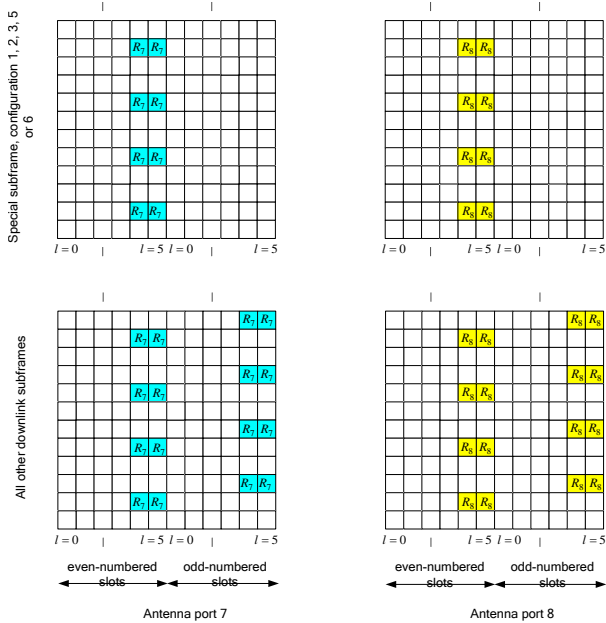 Special subframe, configuration 1, 2, 3, 5
or 6
R7 R7 R8 R8
R7 R7 R8 R8
R7 R7 R8 R8
R7 R7 R8 R8
l = 0 l = 5 l = 0 l = 5 l = 0 l = 5 l = 0 l = 5
All other downlink subframes
R7 R7 R8 R8
R7 R7 R8 R8
R7 R7 R8 R8
R7 R7 R8 R8
R7 R7 R8 R8
R7 R7 R8 R8
R7 R7 R8 R8
R7 R7 R8 R8
l = 0 l = 5 l = 0 l = 5 l = 0 l = 5 l = 0 l = 5
even-numbered odd-numbered even-numbered odd-numbered
slots slots slots slots
Antenna port 7 Antenna port 8